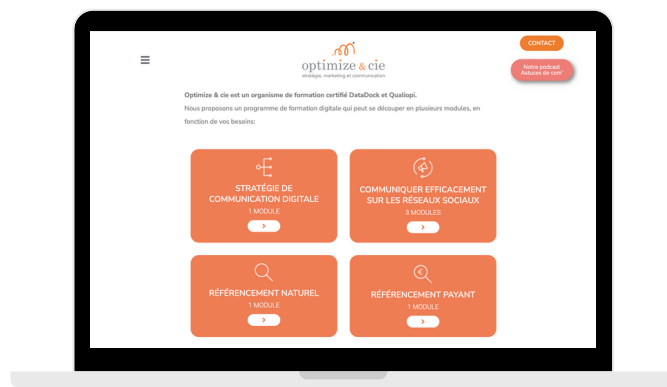 CONTACT
optimize & cie
stratégie, marketing et communication
Notre podcast
Astuces de com'
Optimize & cie est un organisme de formation certifié DataDock et Qualiopi.
Nous proposons un programme de formation digitale qui peut se découper en plusieurs modules, en
fonction de vos besoins:
STRATÉGIE DE
COMMUNICATION DIGITALE
1 MODULE
COMMUNIQUER EFFICACEMENT
SUR LES RÉSEAUX SOCIAUX
3 MODULES
RÉFÉRENCEMENT NATUREL
1 MODULE
€
RÉFÉRENCEMENT PAYANT
1 MODULE